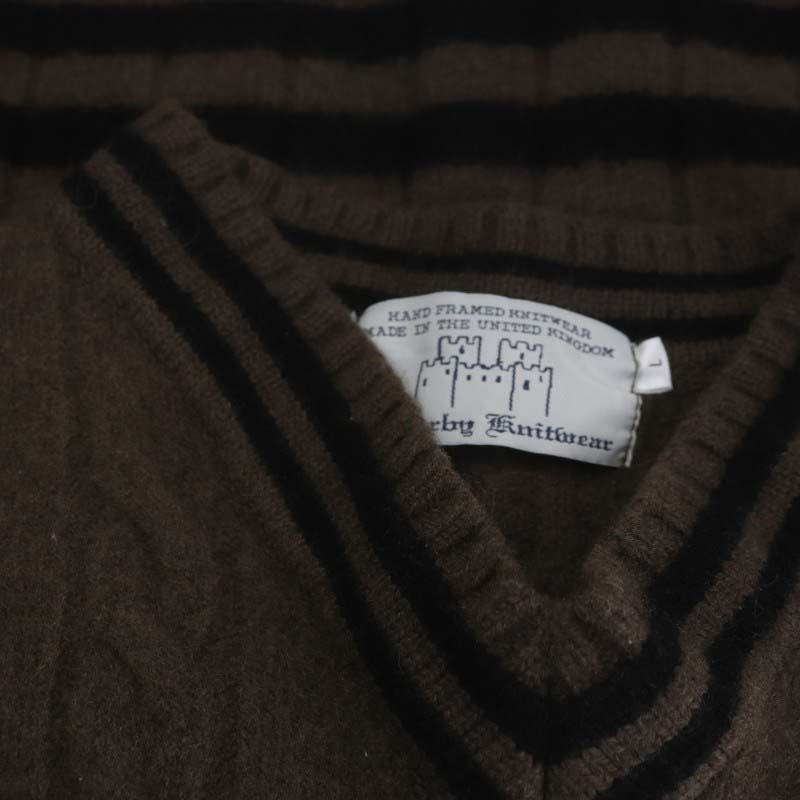 HAND FRAMED KNITWEAR
MADE IN THE UNITED KINGDOM
Knitwear
L